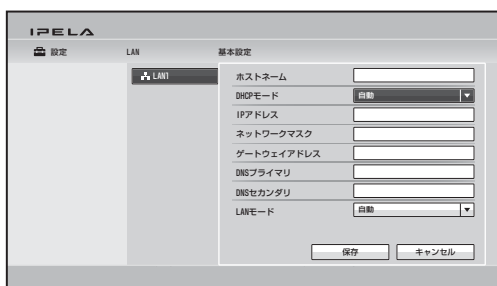 IPELA
設定 LAN 基本設定
LAN1
ホストネーム
DHCPモード 自動
IPアドレス
ネットワークマスク
ゲートウェイアドレス
DNSプライマリ
DNSセカンダリ
LANモード 自動
保存 キャンセル